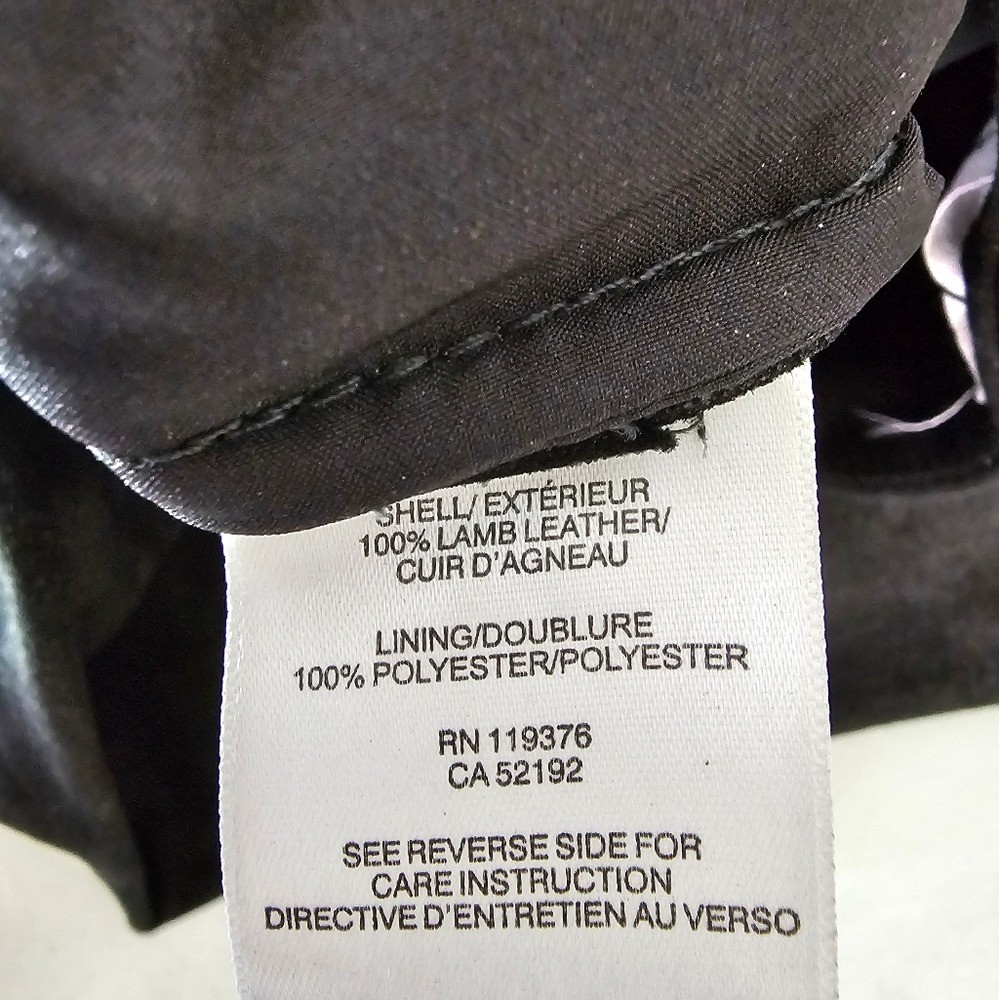 SHELL/ EXTÉRIEUR
100% LAMB LEATHER/
CUIR D'AGNEAU
LINING/DOUBLURE
100% POLYESTER/POLYESTER
RN 119376
CA 52192
SEE REVERSE SIDE FOR
CARE INSTRUCTION
DIRECTIVE D'ENTRETIEN AU VERSO